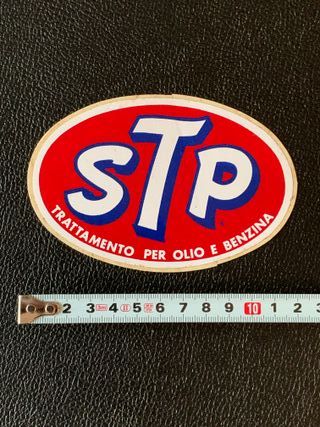 STP
TRATTAMENTO PER OLIO E BENZINA
2 3 4 5 6 7 8 9 10 1 2 3